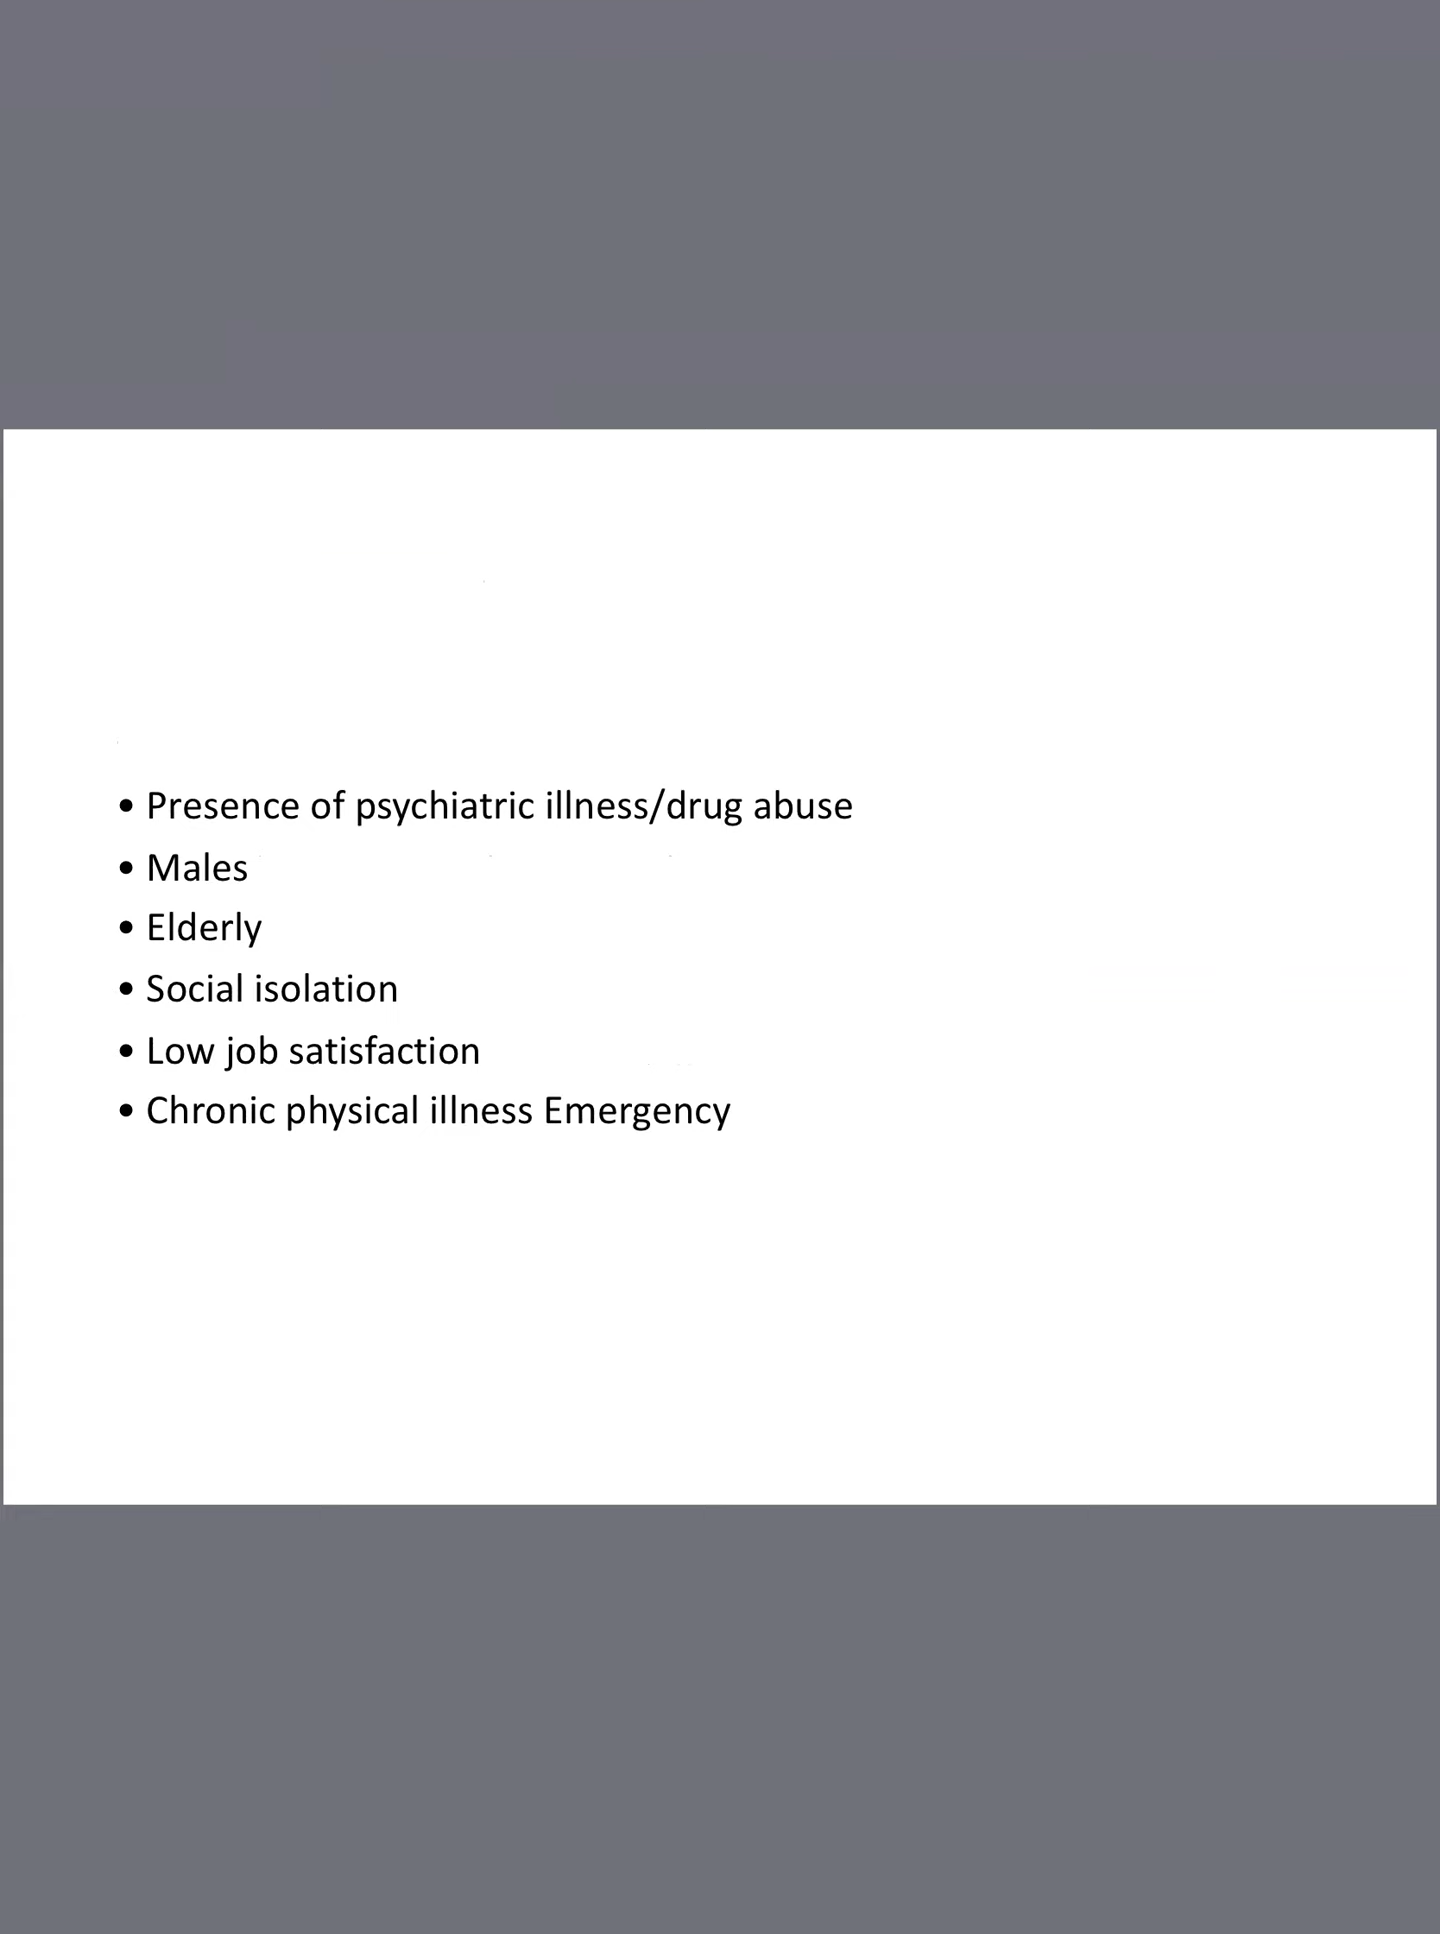 • Presence of psychiatric illness/drug abuse
• Males
• Elderly
• Social isolation
• Low job satisfaction
• Chronic physical illness Emergency